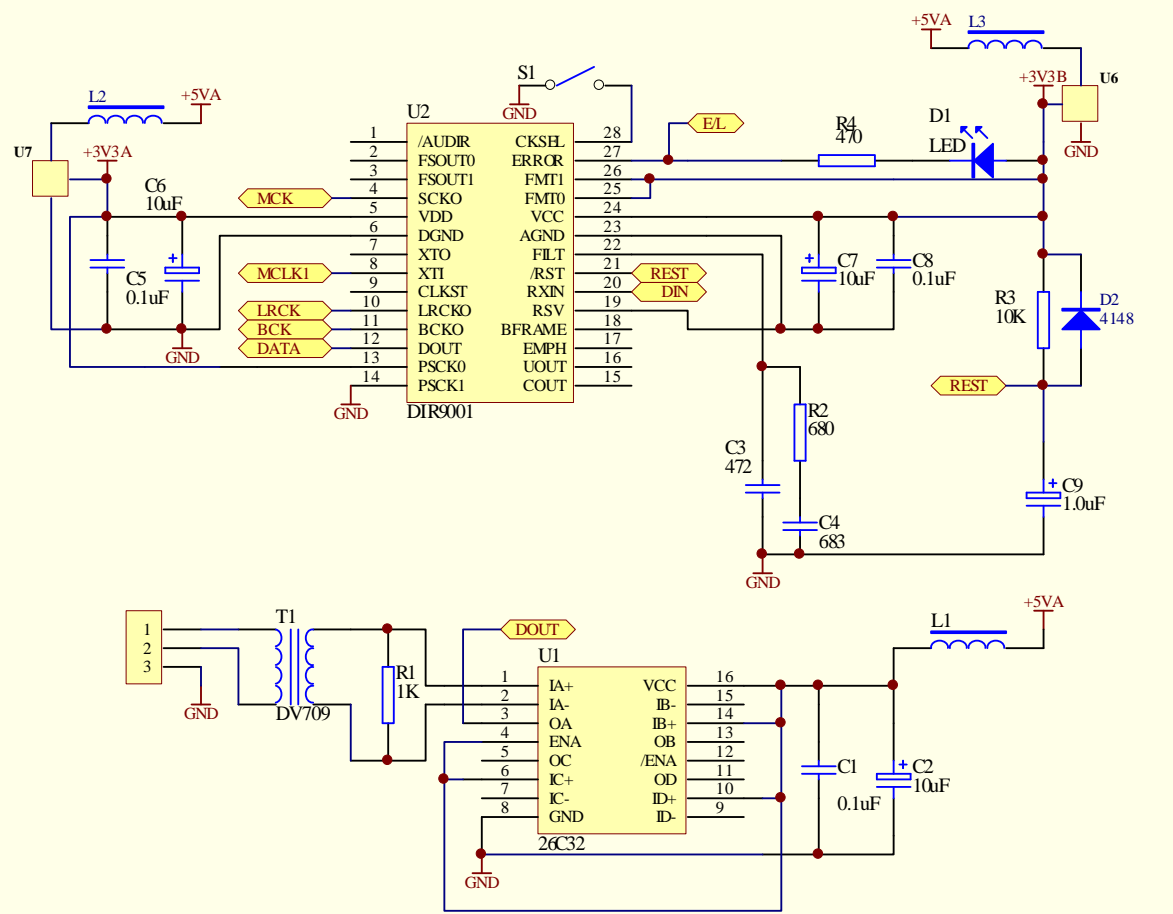 +5VA
L3
+3V3B
U6
GND
S1
GND
L2
+5VA
U7
+3V3A
C6
10uF
C5
0.1uF
GND
U2
1 /AUDIR CKSEL 28
2 FSOUT0 ERROR 27
3 FSOUT1 FMT1 26
4 SCKO FMT0 25
5 VDD VCC 24
6 DGND AGND 23
7 XTO FILT 22
8 XTI /RST 21
9 CLKST RXIN 20
10 LRCKO RSV 19
11 BCKO BFRAME 18
12 DOUT EMPH 17
13 PSCK0 UOUT 16
14 PSCK1 COUT 15
DIR9001
MCK
MCLK1
LRCK
BCK
DATA
GND
E/L
R4
470
D1
LED
REST
DIN
C7
10uF
C8
0.1uF
R3
10K
D2
4148
REST
R2
680
C3
472
C4
683
C9
1.0uF
GND
1
2
3
GND
T1
DV709
R1
1K
DOUT
U1
1 IA+ VCC 16
2 IA- IB- 15
3 OA IB+ 14
4 ENA OB 13
5 OC /ENA 12
6 IC+ OD 11
7 IC- ID+ 10
8 GND ID- 9
26C32
GND
L1
+5VA
C1
0.1uF
C2
10uF